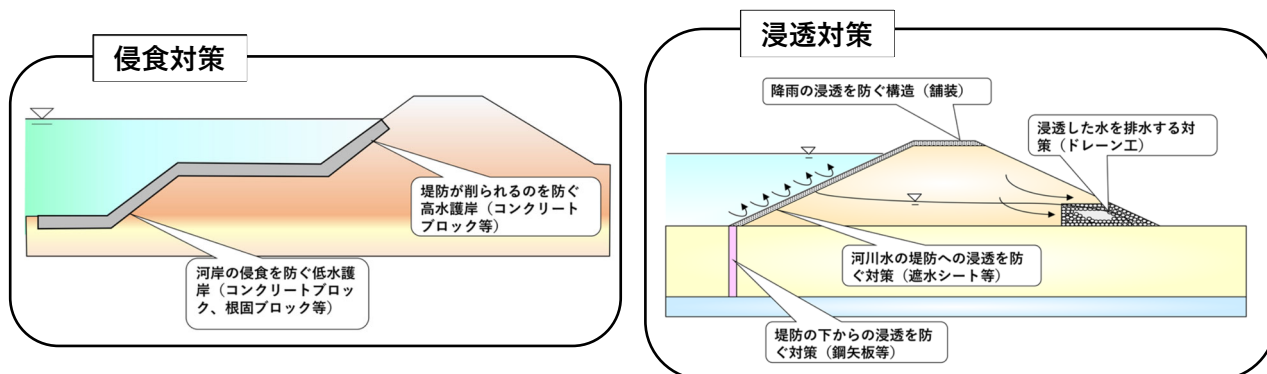 侵食対策
堤防が削られるのを防ぐ
高水護岸（コンクリート
ブロック等）
河岸の侵食を防ぐ低水護
岸（コンクリートブロッ
ク、根固ブロック等）
浸透対策
降雨の浸透を防ぐ構造（舗装）
浸透した水を排水する対
策（ドレーン工）
河川水の堤防への浸透を防
ぐ対策（遮水シート等）
堤防の下からの浸透を防
ぐ対策（鋼矢板等）